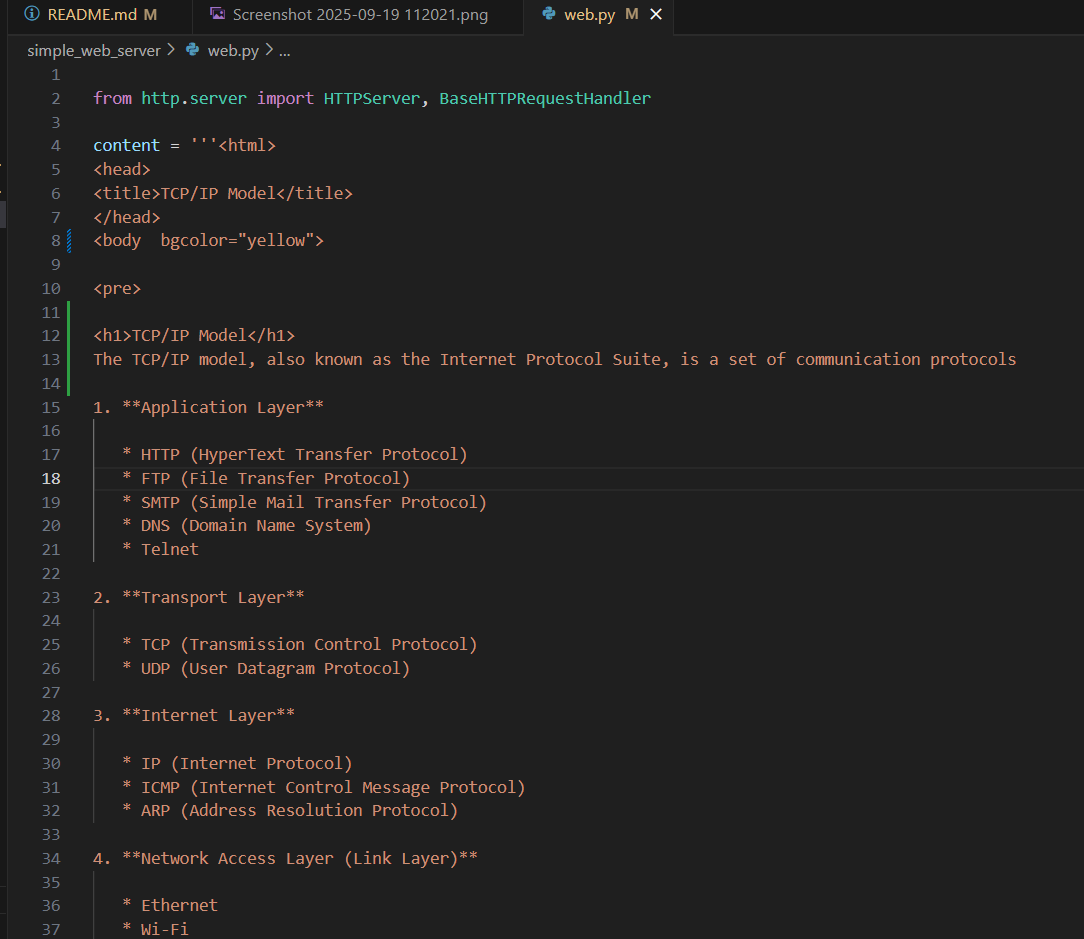 README.md M Screenshot 2025-09-19 112021.png web.py M ×
simple_web_server > web.py > ...
1
2 from http.server import HTTPServer, BaseHTTPRequestHandler
3
4 content = '''<html>
5 <head>
6 <title>TCP/IP Model</title>
7 </head>
8 <body  bgcolor="yellow">
9
10 <pre>
11
12 <h1>TCP/IP Model</h1>
13 The TCP/IP model, also known as the Internet Protocol Suite, is a set of communication protocols
14
15 1. **Application Layer**
16
17    * HTTP (HyperText Transfer Protocol)
18    * FTP (File Transfer Protocol)
19    * SMTP (Simple Mail Transfer Protocol)
20    * DNS (Domain Name System)
21    * Telnet
22
23 2. **Transport Layer**
24
25    * TCP (Transmission Control Protocol)
26    * UDP (User Datagram Protocol)
27
28 3. **Internet Layer**
29
30    * IP (Internet Protocol)
31    * ICMP (Internet Control Message Protocol)
32    * ARP (Address Resolution Protocol)
33
34 4. **Network Access Layer (Link Layer)**
35
36    * Ethernet
37    * Wi-Fi